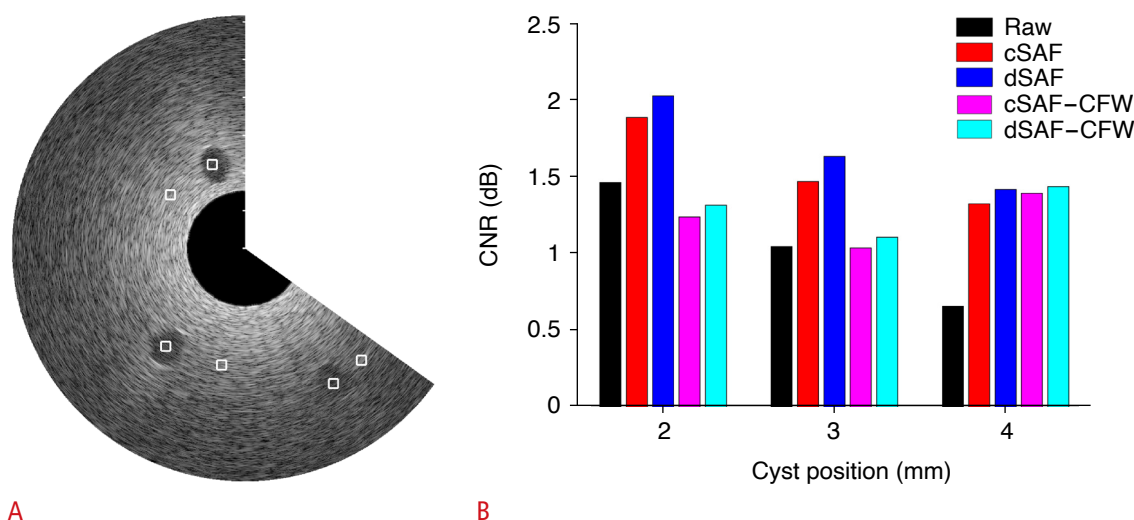 2.5
2
1.5
1
0.5
0
CNR (dB)
Raw
cSAF
dSAF
cSAF–CFW
dSAF–CFW
2 3 4
Cyst position (mm)
A B